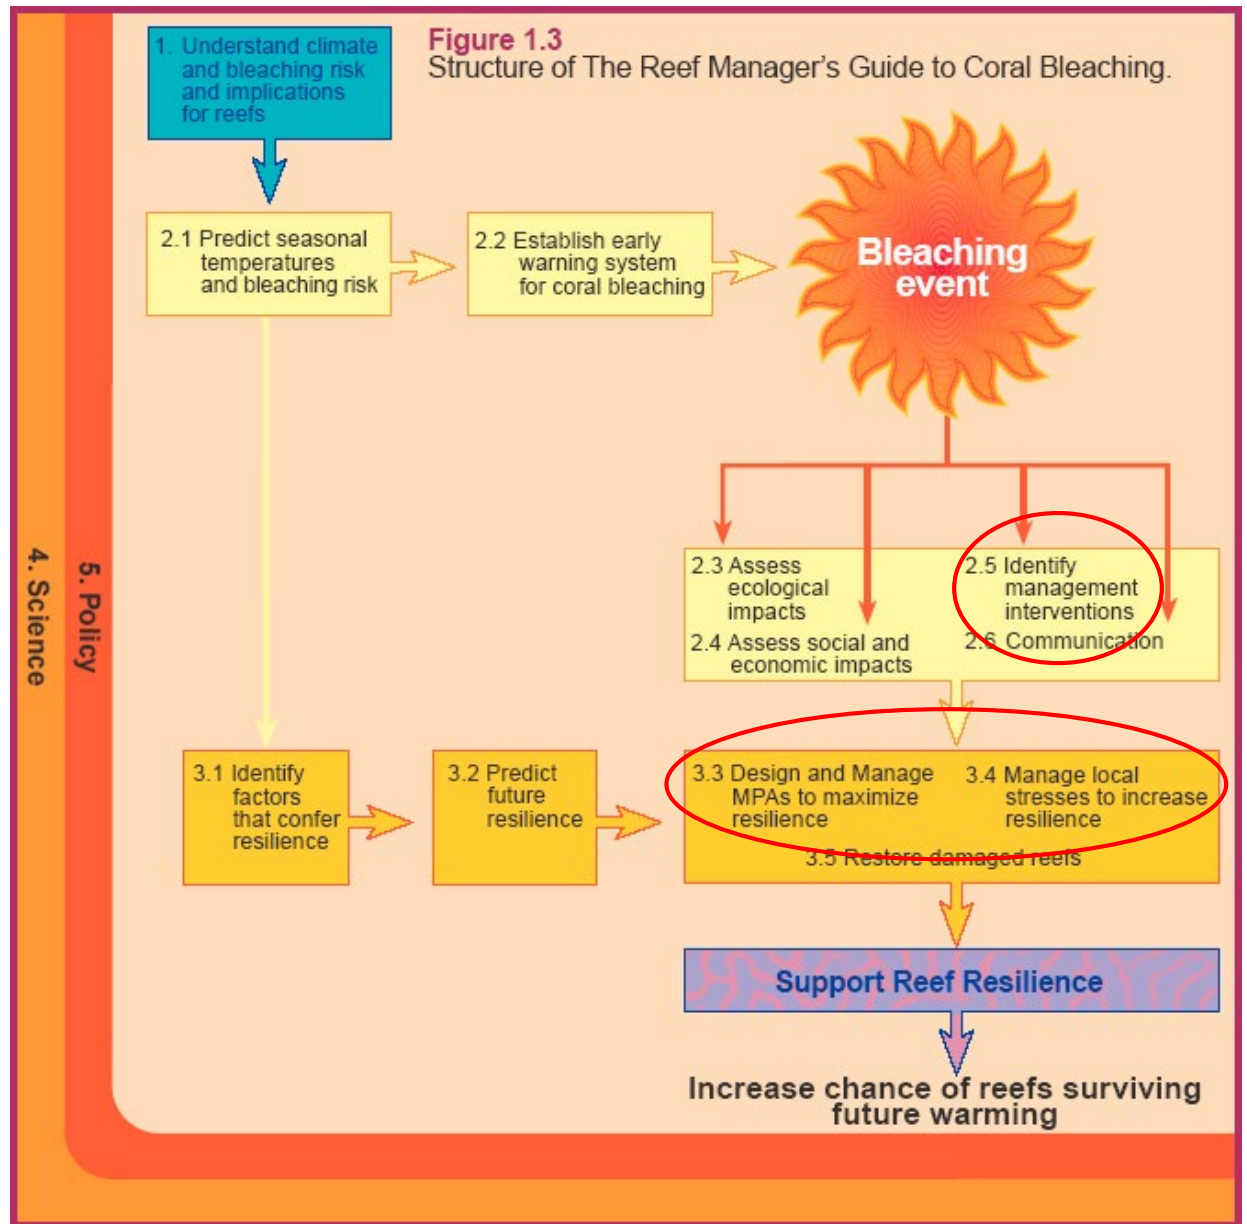 Figure 1.3
Structure of The Reef Manager's Guide to Coral Bleaching.
1. Understand climate
and bleaching risk
and implications
for reefs
2.1 Predict seasonal
temperatures
and bleaching risk
2.2 Establish early
warning system
for coral bleaching
Bleaching
event
2.3 Assess
ecological
impacts
2.4 Assess social and
economic impacts
2.5 Identify
management
interventions
2.6 Communication
3.1 Identify
factors
that confer
resilience
3.2 Predict
future
resilience
3.3 Design and Manage
MPAs to maximize
resilience
3.4 Manage local
stresses to increase
resilience
3.5 Restore damaged reefs
Support Reef Resilience
Increase chance of reefs surviving
future warming
4. Science
5. Policy